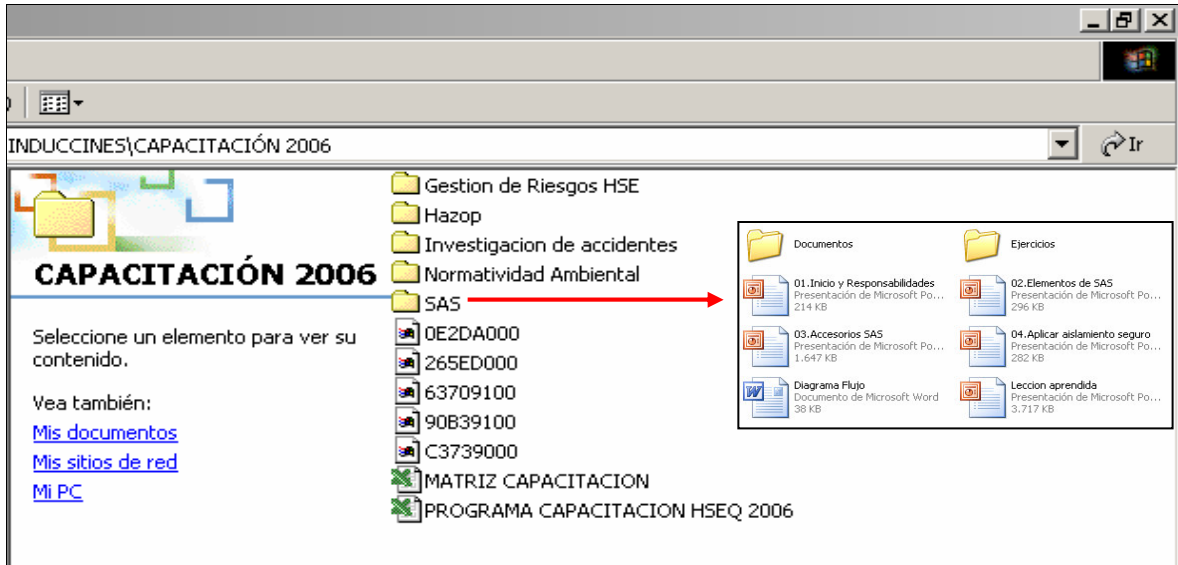 INDUCCINES\CAPACITACIÓN 2006
Ir
CAPACITACIÓN 2006
Seleccione un elemento para ver su
contenido.
Vea también:
Mis documentos
Mis sitios de red
Mi PC
Gestion de Riesgos HSE
Hazop
Investigacion de accidentes
Normatividad Ambiental
SAS
0E2DA000
265ED000
63709100
90B39100
C3739000
MATRIZ CAPACITACION
PROGRAMA CAPACITACION HSEQ 2006
Documentos
Ejercicios
01.Inicio y Responsabilidades
Presentación de Microsoft Po...
214 KB
02.Elementos de SAS
Presentación de Microsoft Po...
296 KB
03.Accesorios SAS
Presentación de Microsoft Po...
1.647 KB
04.Aplicar aislamiento seguro
Presentación de Microsoft Po...
282 KB
Diagrama Flujo
Documento de Microsoft Word
38 KB
Leccion aprendida
Presentación de Microsoft Po...
3.717 KB